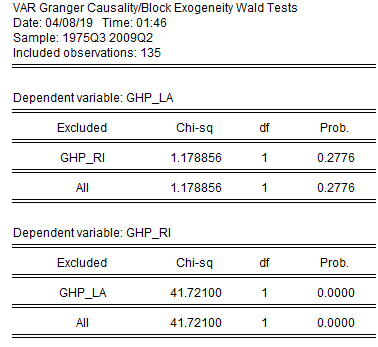 VAR Granger Causality/Block Exogeneity Wald Tests
Date: 04/08/19 Time: 01:46
Sample: 1975Q3 2009Q2
Included observations: 135
Dependent variable: GHP_LA
Excluded Chi-sq df Prob.
GHP_RI 1.178856 1 0.2776
All 1.178856 1 0.2776
Dependent variable: GHP_RI
Excluded Chi-sq df Prob.
GHP_LA 41.72100 1 0.0000
All 41.72100 1 0.0000